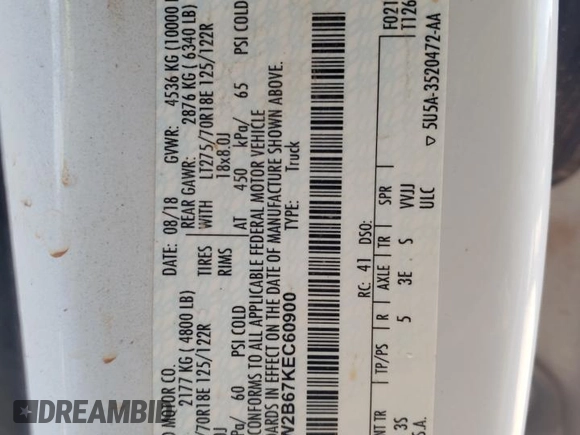 O MOTOR CO.
DATE: 08/18 GVWR: 4536 KG (10000
2177 KG ( 4800 LB) REAR GAWR: 2876 KG ( 6340 LB)
/70R18E 125/122R TIRES WITH LT275/70R18E 125/122R
RIMS 18x8.0J
Pa/ 60 PSI COLD AT 450 kPa/ 65 PSI COLD
CONFORMS TO ALL APPLICABLE FEDERAL MOTOR VEHICLE
ARDS IN EFFECT ON THE DATE OF MANUFACTURE SHOWN ABOVE.
W2B67KEC60900 TYPE: Truck
F021
T126
RC: 41 DSO:
NT TR TP/PS R AXLE TR SPR
3S 5 3E S VVJJ
.S.A. ULC
▽ 5U5A-3520472-AA
DREAMBID